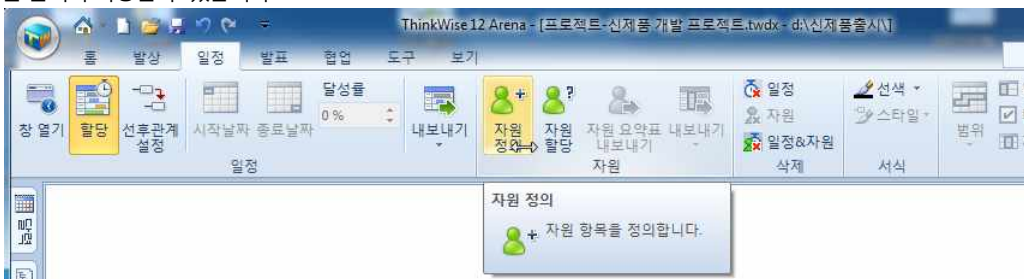 ThinkWise 12 Arena - [프로젝트-신제품 개발 프로젝트.twdx - d:\신제품출시\]
홈 발상 일정 발표 협업 도구 보기
창 열기 할당 선후관계 설정 시작날짜 종료날짜 달성률 0 % 내보내기
일정
자원 정의 자원 할당 자원 요약표 내보내기 내보내기
자원
일정
자원
일정&자원
삭제
선택
스타일
서식
범위
자원 정의
자원 항목을 정의합니다.